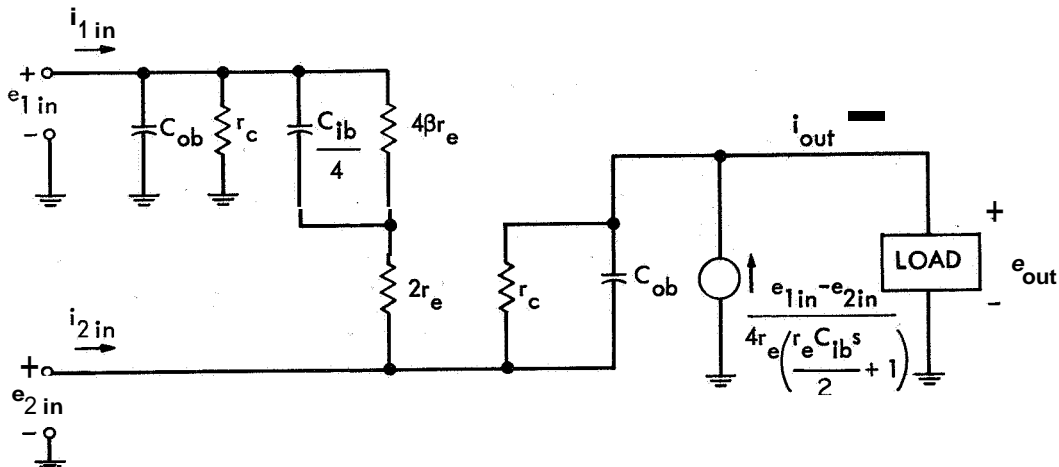 i1 in
+
e1 in
-
Cob
rc
Cib
4
4βre
iout
+
LOAD
eout
-
2re
rc
Cob
e1in-e2in
4re(reCibs/2 + 1)
i2 in
+
e2 in
-